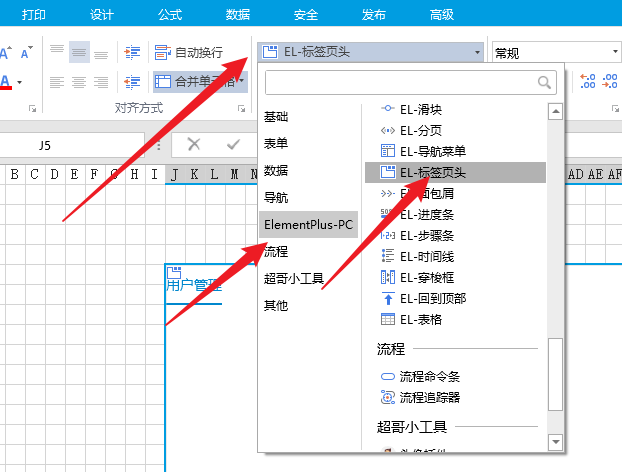 打印 设计 公式 数据 安全 发布 高级
A A 自动换行 EL-标签页头 常规
A 合并单元格
对齐方式
J5
基础
表单
数据
导航
ElementPlus-PC
流程
超哥小工具
其他
EL-滑块
EL-分页
EL-导航菜单
EL-标签页头
EL-面包屑
EL-进度条
EL-步骤条
EL-时间线
EL-穿梭框
EL-回到顶部
EL-表格
流程
流程命令条
流程追踪器
超哥小工具
B C D E F G H I J K L M N AD AE AF
用户管理